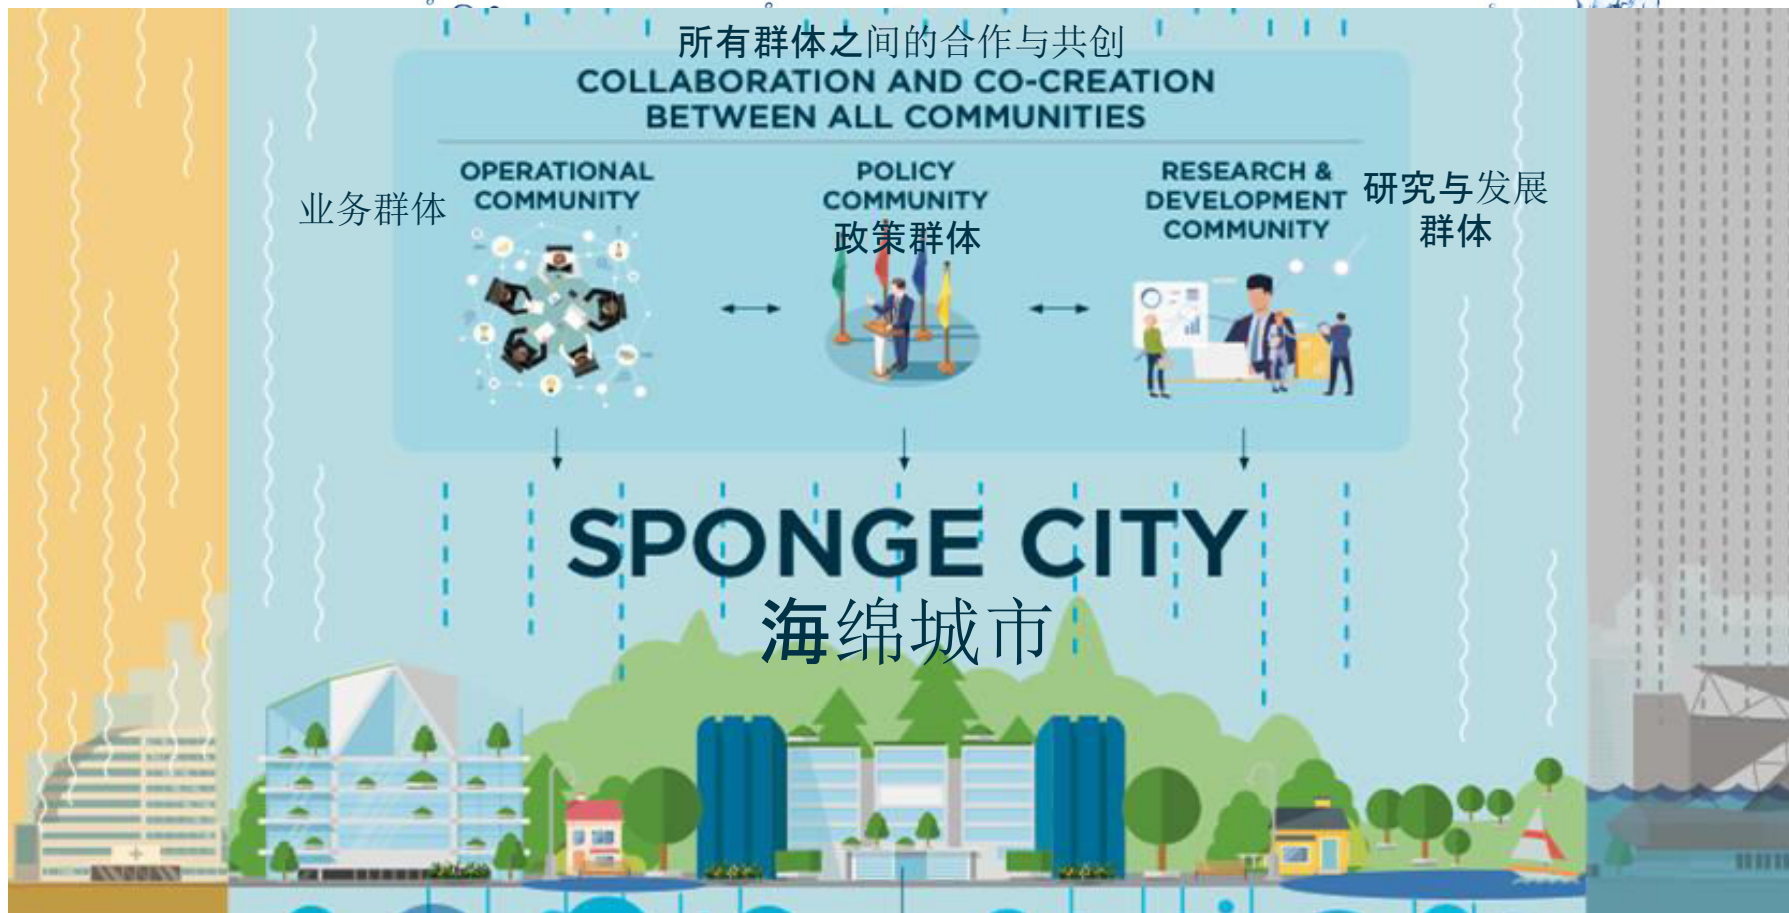 所有群体之间的合作与共创
COLLABORATION AND CO-CREATION
BETWEEN ALL COMMUNITIES
业务群体
OPERATIONAL
COMMUNITY
POLICY
COMMUNITY
政策群体
RESEARCH &
DEVELOPMENT
COMMUNITY
研究与发展
群体
SPONGE CITY
海绵城市